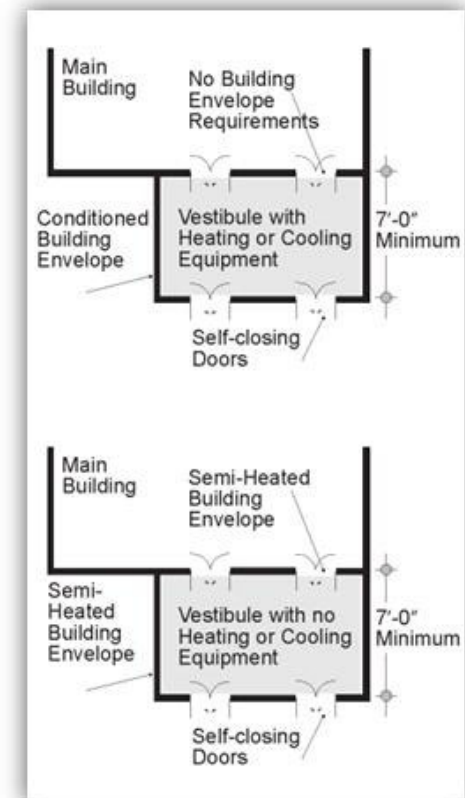 Main
Building
No Building
Envelope
Requirements
Conditioned
Building
Envelope
Vestibule with
Heating or Cooling
Equipment
7'-0"
Minimum
Self-closing
Doors
Main
Building
Semi-Heated
Building
Envelope
Semi-
Heated
Building
Envelope
Vestibule with no
Heating or Cooling
Equipment
7'-0"
Minimum
Self-closing
Doors